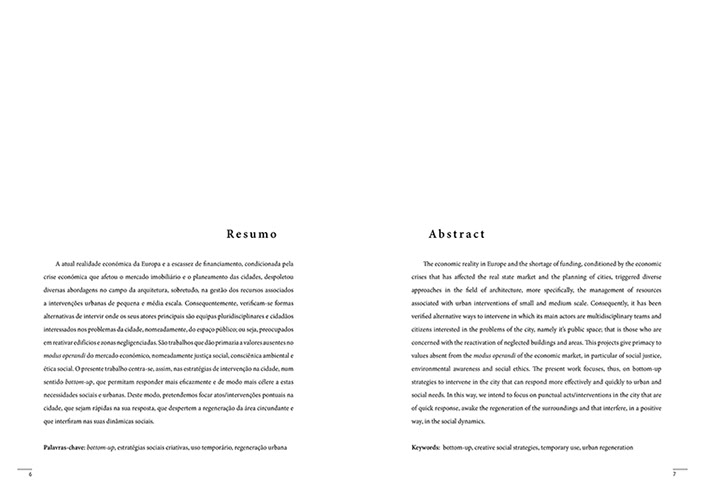 Resumo
A atual realidade económica da Europa e a escassez de financiamento, condicionada pela
crise económica que afetou o mercado imobiliário e o planeamento das cidades, despoletou
diversas abordagens no campo da arquitetura, sobretudo, na gestão dos recursos associados
a intervenções urbanas de pequena e média escala. Consequentemente, verificam-se formas
alternativas de intervir onde os seus atores principais são equipas pluridisciplinares e cidadãos
interessados nos problemas da cidade, nomeadamente, do espaço público; ou seja, preocupados
em reativar edifícios e zonas negligenciadas. São trabalhos que dão primazia a valores ausentes no
modus operandi do mercado económico, nomeadamente justiça social, consciênica ambiental e
ética social. O presente trabalho centra-se, assim, nas estratégias de intervenção na cidade, num
sentido bottom-up, que permitam responder mais eficazmente e de modo mais célere a estas
necessidades sociais e urbanas. Deste modo, pretendemos focar atos/intervenções pontuais na
cidade, que sejam rápidas na sua resposta, que despertem a regeneração da área circundante e
que interfiram nas suas dinâmicas sociais.
Palavras-chave: bottom-up, estratégias sociais criativas, uso temporário, regeneração urbana
6
Abstract
The economic reality in Europe and the shortage of funding, conditioned by the economic
crises that has affected the real state market and the planning of cities, triggered diverse
approaches in the field of architecture, more specifically, the management of resources
associated with urban interventions of small and medium scale. Consequently, it has been
verified alternative ways to intervene in which its main actors are multidisciplinary teams and
citizens interested in the problems of the city, namely it's public space; that is those who are
concerned with the reactivation of neglected buildings and areas. This projects give primacy to
values absent from the modus operandi of the economic market, in particular of social justice,
environmental awareness and social ethics. The present work focuses, thus, on bottom-up
strategies to intervene in the city that can respond more effectively and quickly to urban and
social needs. In this way, we intend to focus on punctual acts/interventions in the city that are
of quick response, awake the regeneration of the surroundings and that interfere, in a positive
way, in the social dynamics.
Keywords: bottom-up, creative social strategies, temporary use, urban regeneration
7